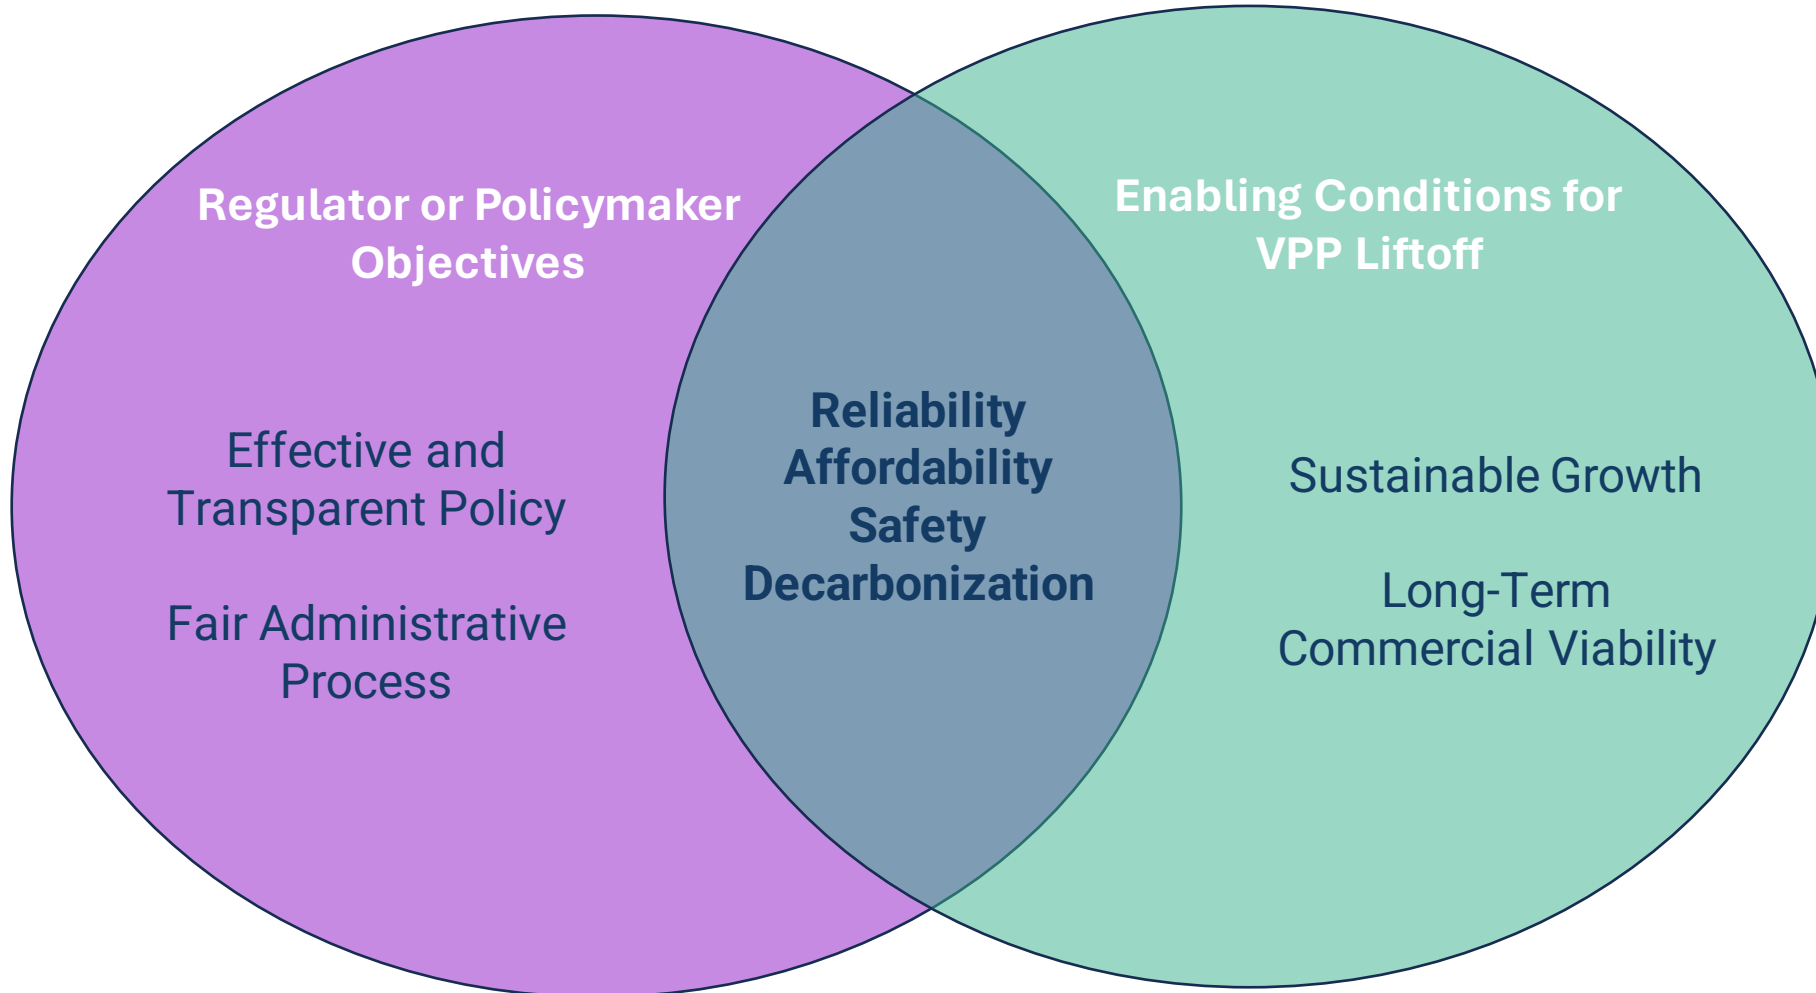 Regulator or Policymaker
Objectives
Effective and
Transparent Policy
Fair Administrative
Process
Reliability
Affordability
Safety
Decarbonization
Enabling Conditions for
VPP Liftoff
Sustainable Growth
Long-Term
Commercial Viability